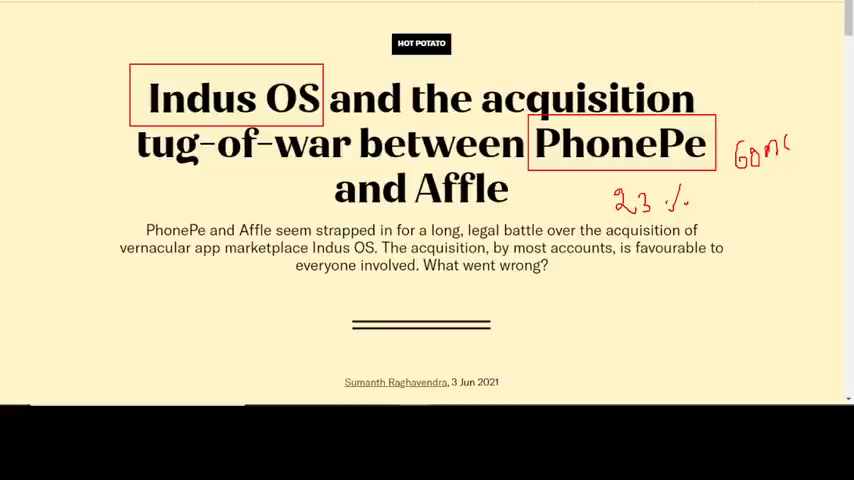 HOT POTATO
Indus OS and the acquisition
tug-of-war between PhonePe
and Affle
23 %
PhonePe and Affle seem strapped in for a long, legal battle over the acquisition of
vernacular app marketplace Indus OS. The acquisition, by most accounts, is favourable to
everyone involved. What went wrong?
Sumanth Raghavendra, 3 Jun 2021